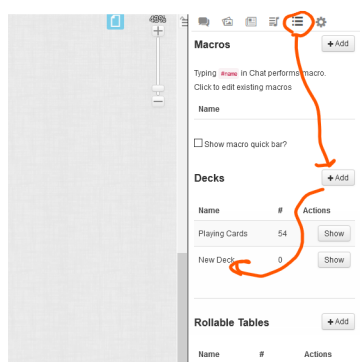 49%
Macros
+ Add
Typing #name in Chat performs macro.
Click to edit existing macros
Name
Show macro quick bar?
Decks
+ Add
Name # Actions
Playing Cards 54 Show
New Deck 0 Show
Rollable Tables
+ Add
Name # Actions